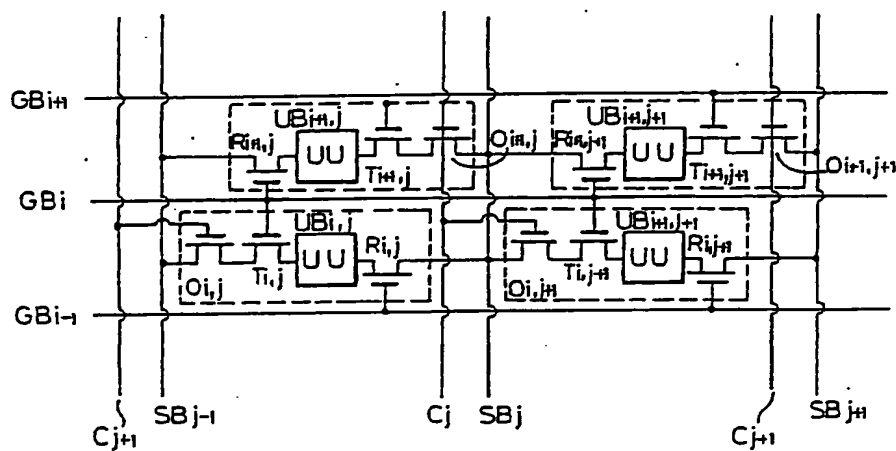 GBi+1
UBi+1,j
UBi+1,j+1
Ri+1,j
UU
Oi+1,j
Ri+1,j+1
UU
Ti+1,j
Ti+1,j+1
Oi+1,j+1
GBi
UBi,j
UBi+1,j+1
UU
Ri,j
UU
Ri,j+1
Oi,j
Ti,j
Oi,j+1
Ti,j+1
GBi-1
Cj+1
SBj-1
Cj
SBj
Cj+1
SBj+1